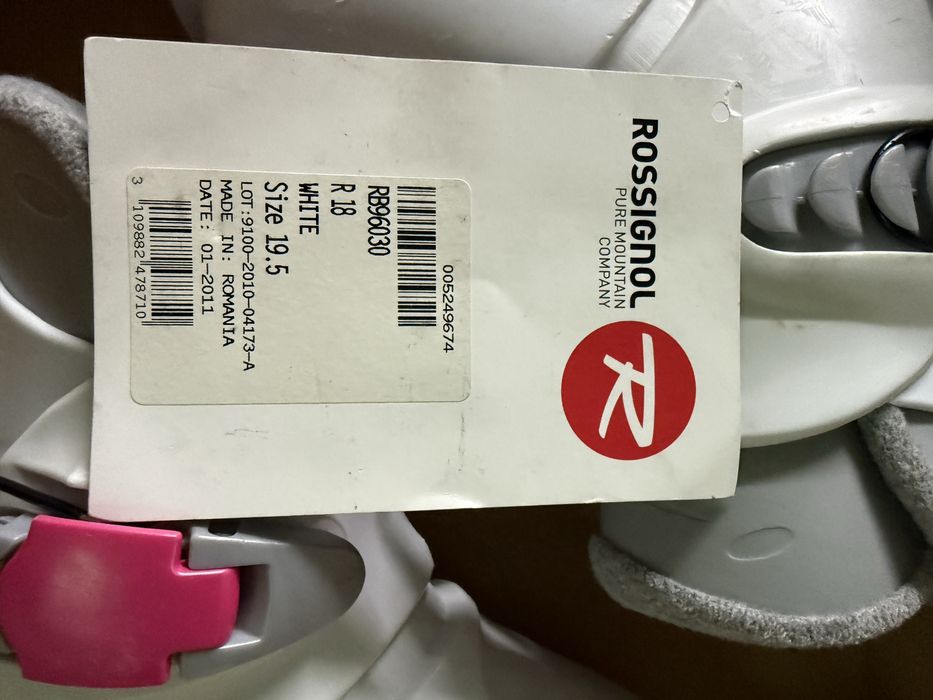 ROSSIGNOL
PURE MOUNTAIN
COMPANY
R
005249674
RB96030
R 18
WHITE
Size 19.5
LOT:9100-2010-04173-A
MADE IN: ROMANIA
DATE: 01-2011
3 109882 478710